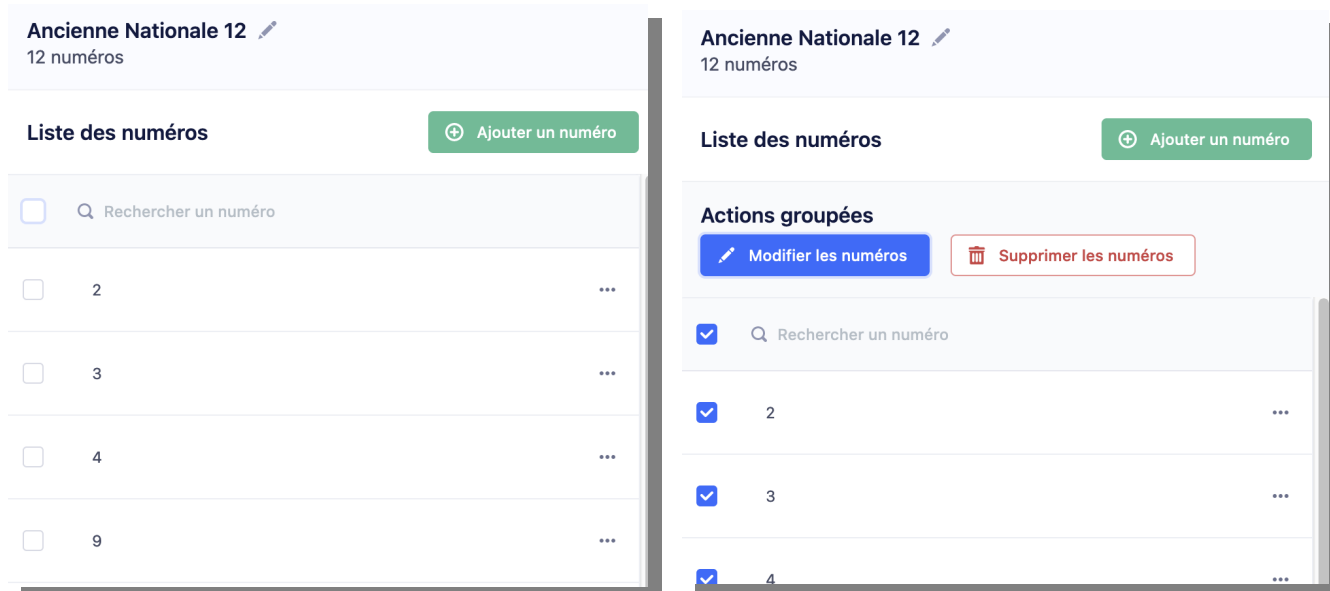 Ancienne Nationale 12
12 numéros
Liste des numéros
Ajouter un numéro
Rechercher un numéro
2
3
4
9
Ancienne Nationale 12
12 numéros
Liste des numéros
Ajouter un numéro
Actions groupées
Modifier les numéros
Supprimer les numéros
Rechercher un numéro
2
3
4